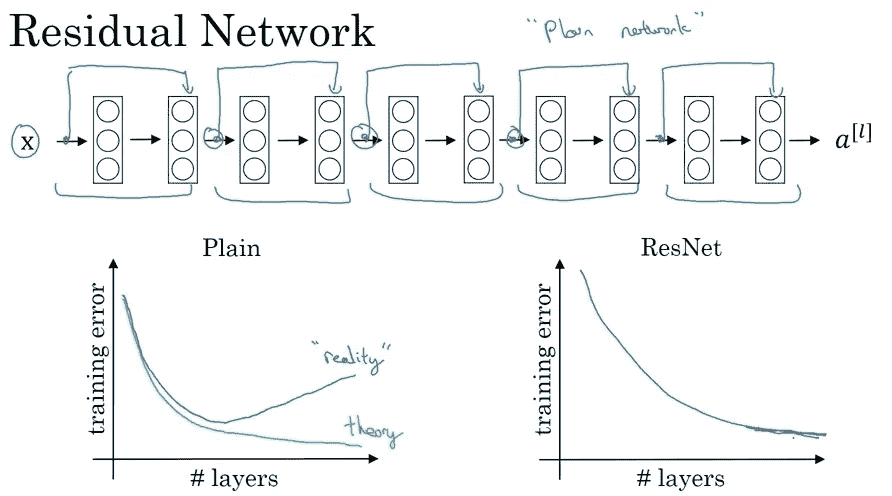 Residual Network
"Plain network"
x
a[l]
Plain
ResNet
training error
"reality"
theory
# layers
training error
# layers